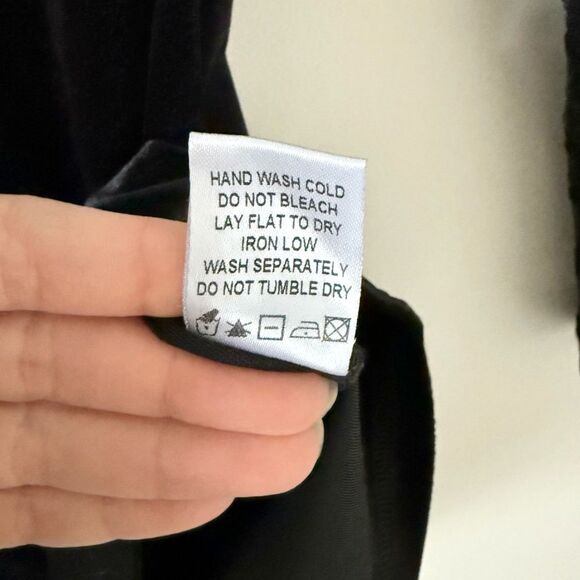 HAND WASH COLD
DO NOT BLEACH
LAY FLAT TO DRY
IRON LOW
WASH SEPARATELY
DO NOT TUMBLE DRY